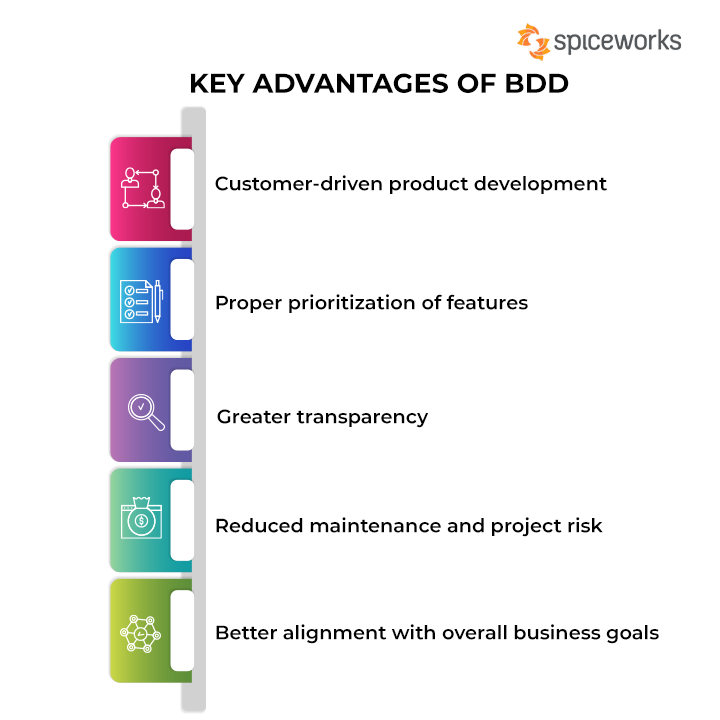 spiceworks
KEY ADVANTAGES OF BDD
Customer-driven product development
Proper prioritization of features
Greater transparency
Reduced maintenance and project risk
Better alignment with overall business goals